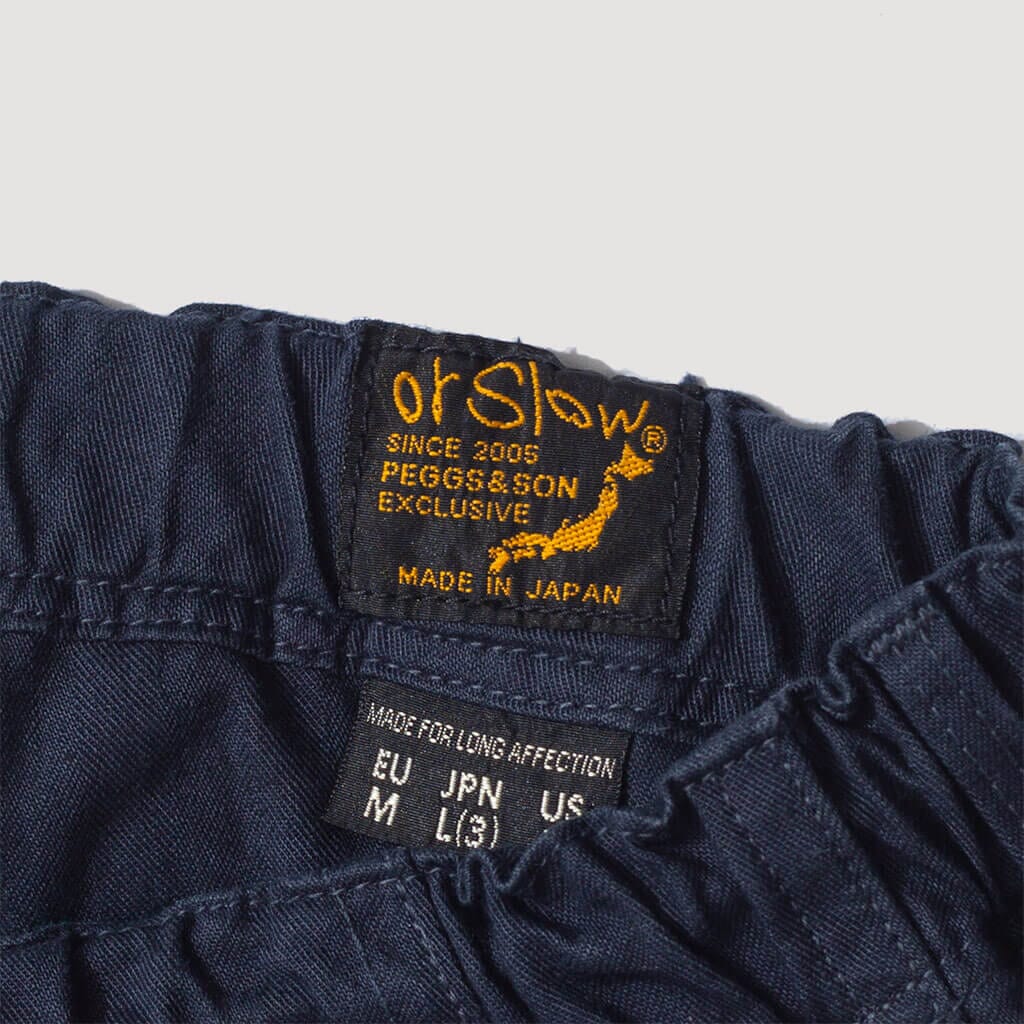 orSlow®
SINCE 2005
PEGGS&SON
EXCLUSIVE
MADE IN JAPAN
MADE FOR LONG AFFECTION
EU JPN US
M L(3)